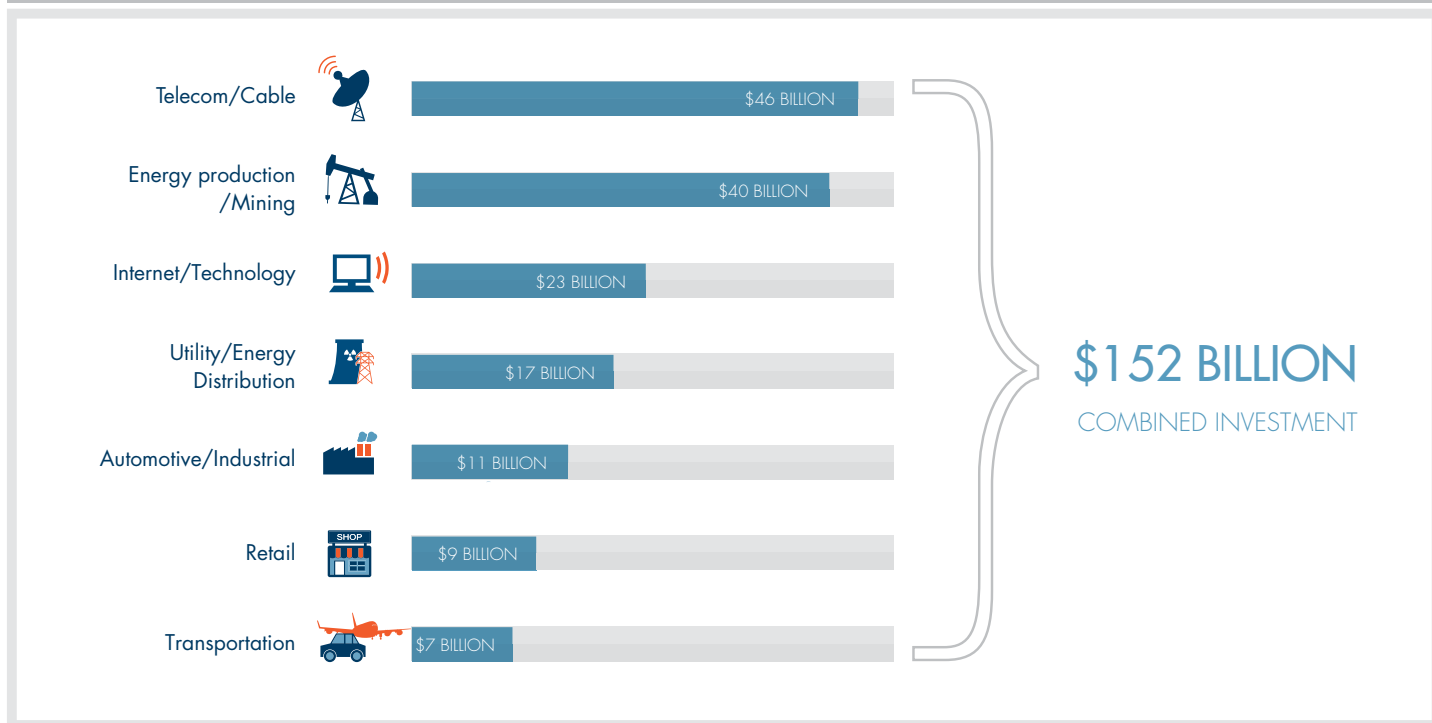 Telecom/Cable
$46 BILLION
Energy production
/Mining
$40 BILLION
Internet/Technology
$23 BILLION
Utility/Energy
Distribution
$17 BILLION
Automotive/Industrial
$11 BILLION
Retail
SHOP
$9 BILLION
Transportation
$7 BILLION
$152 BILLION
COMBINED INVESTMENT